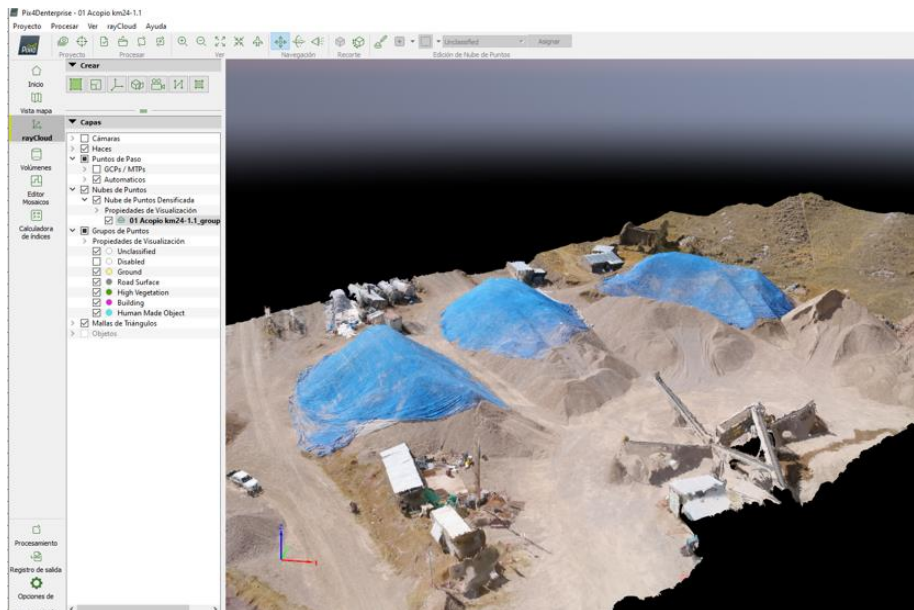 Pix4Denterprise - 01 Acopio km24-1.1
Proyecto Procesar Ver rayCloud Ayuda
Unclassified Asignar
Proyecto Procesar Ver Navegación Recorte Edición de Nube de Puntos
Inicio
Vista mapa
rayCloud
Volúmenes
Editor
Mosaicos
Calculadora
de índices
Procesamiento
Registro de salida
Opciones de
Crear
Capas
Cámaras
Haces
Puntos de Paso
GCPs / MTPs
Automaticos
Nubes de Puntos
Nube de Puntos Densificada
Propiedades de Visualización
01 Acopio km24-1.1_group
Grupos de Puntos
Propiedades de Visualización
Unclassified
Disabled
Ground
Road Surface
High Vegetation
Building
Human Made Object
Mallas de Triángulos
Objetos